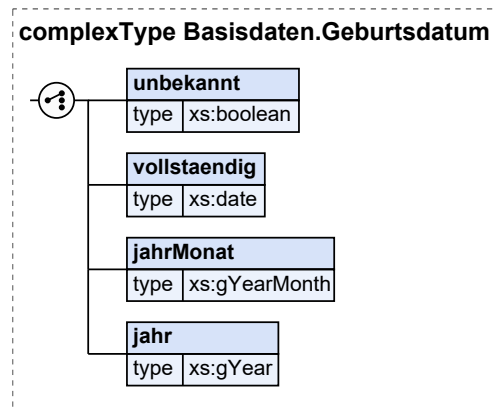 complexType Basisdaten.Geburtsdatum
unbekannt
type xs:boolean
vollstaendig
type xs:date
jahrMonat
type xs:gYearMonth
jahr
type xs:gYear